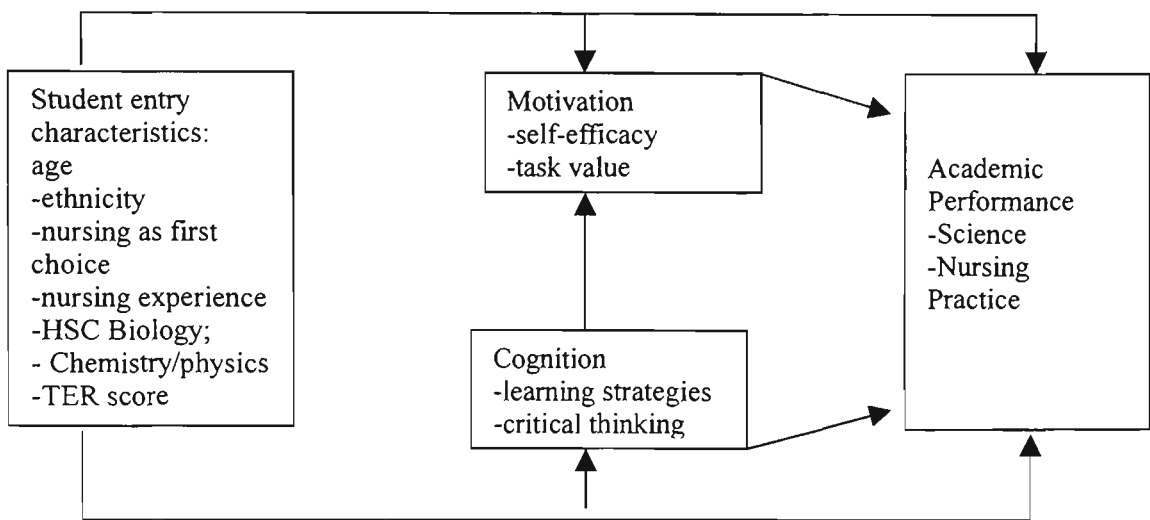 Student entry
characteristics:
age
-ethnicity
-nursing as first
choice
-nursing experience
-HSC Biology;
- Chemistry/physics
-TER score
Motivation
-self-efficacy
-task value
Cognition
-learning strategies
-critical thinking
Academic
Performance
-Science
-Nursing
Practice